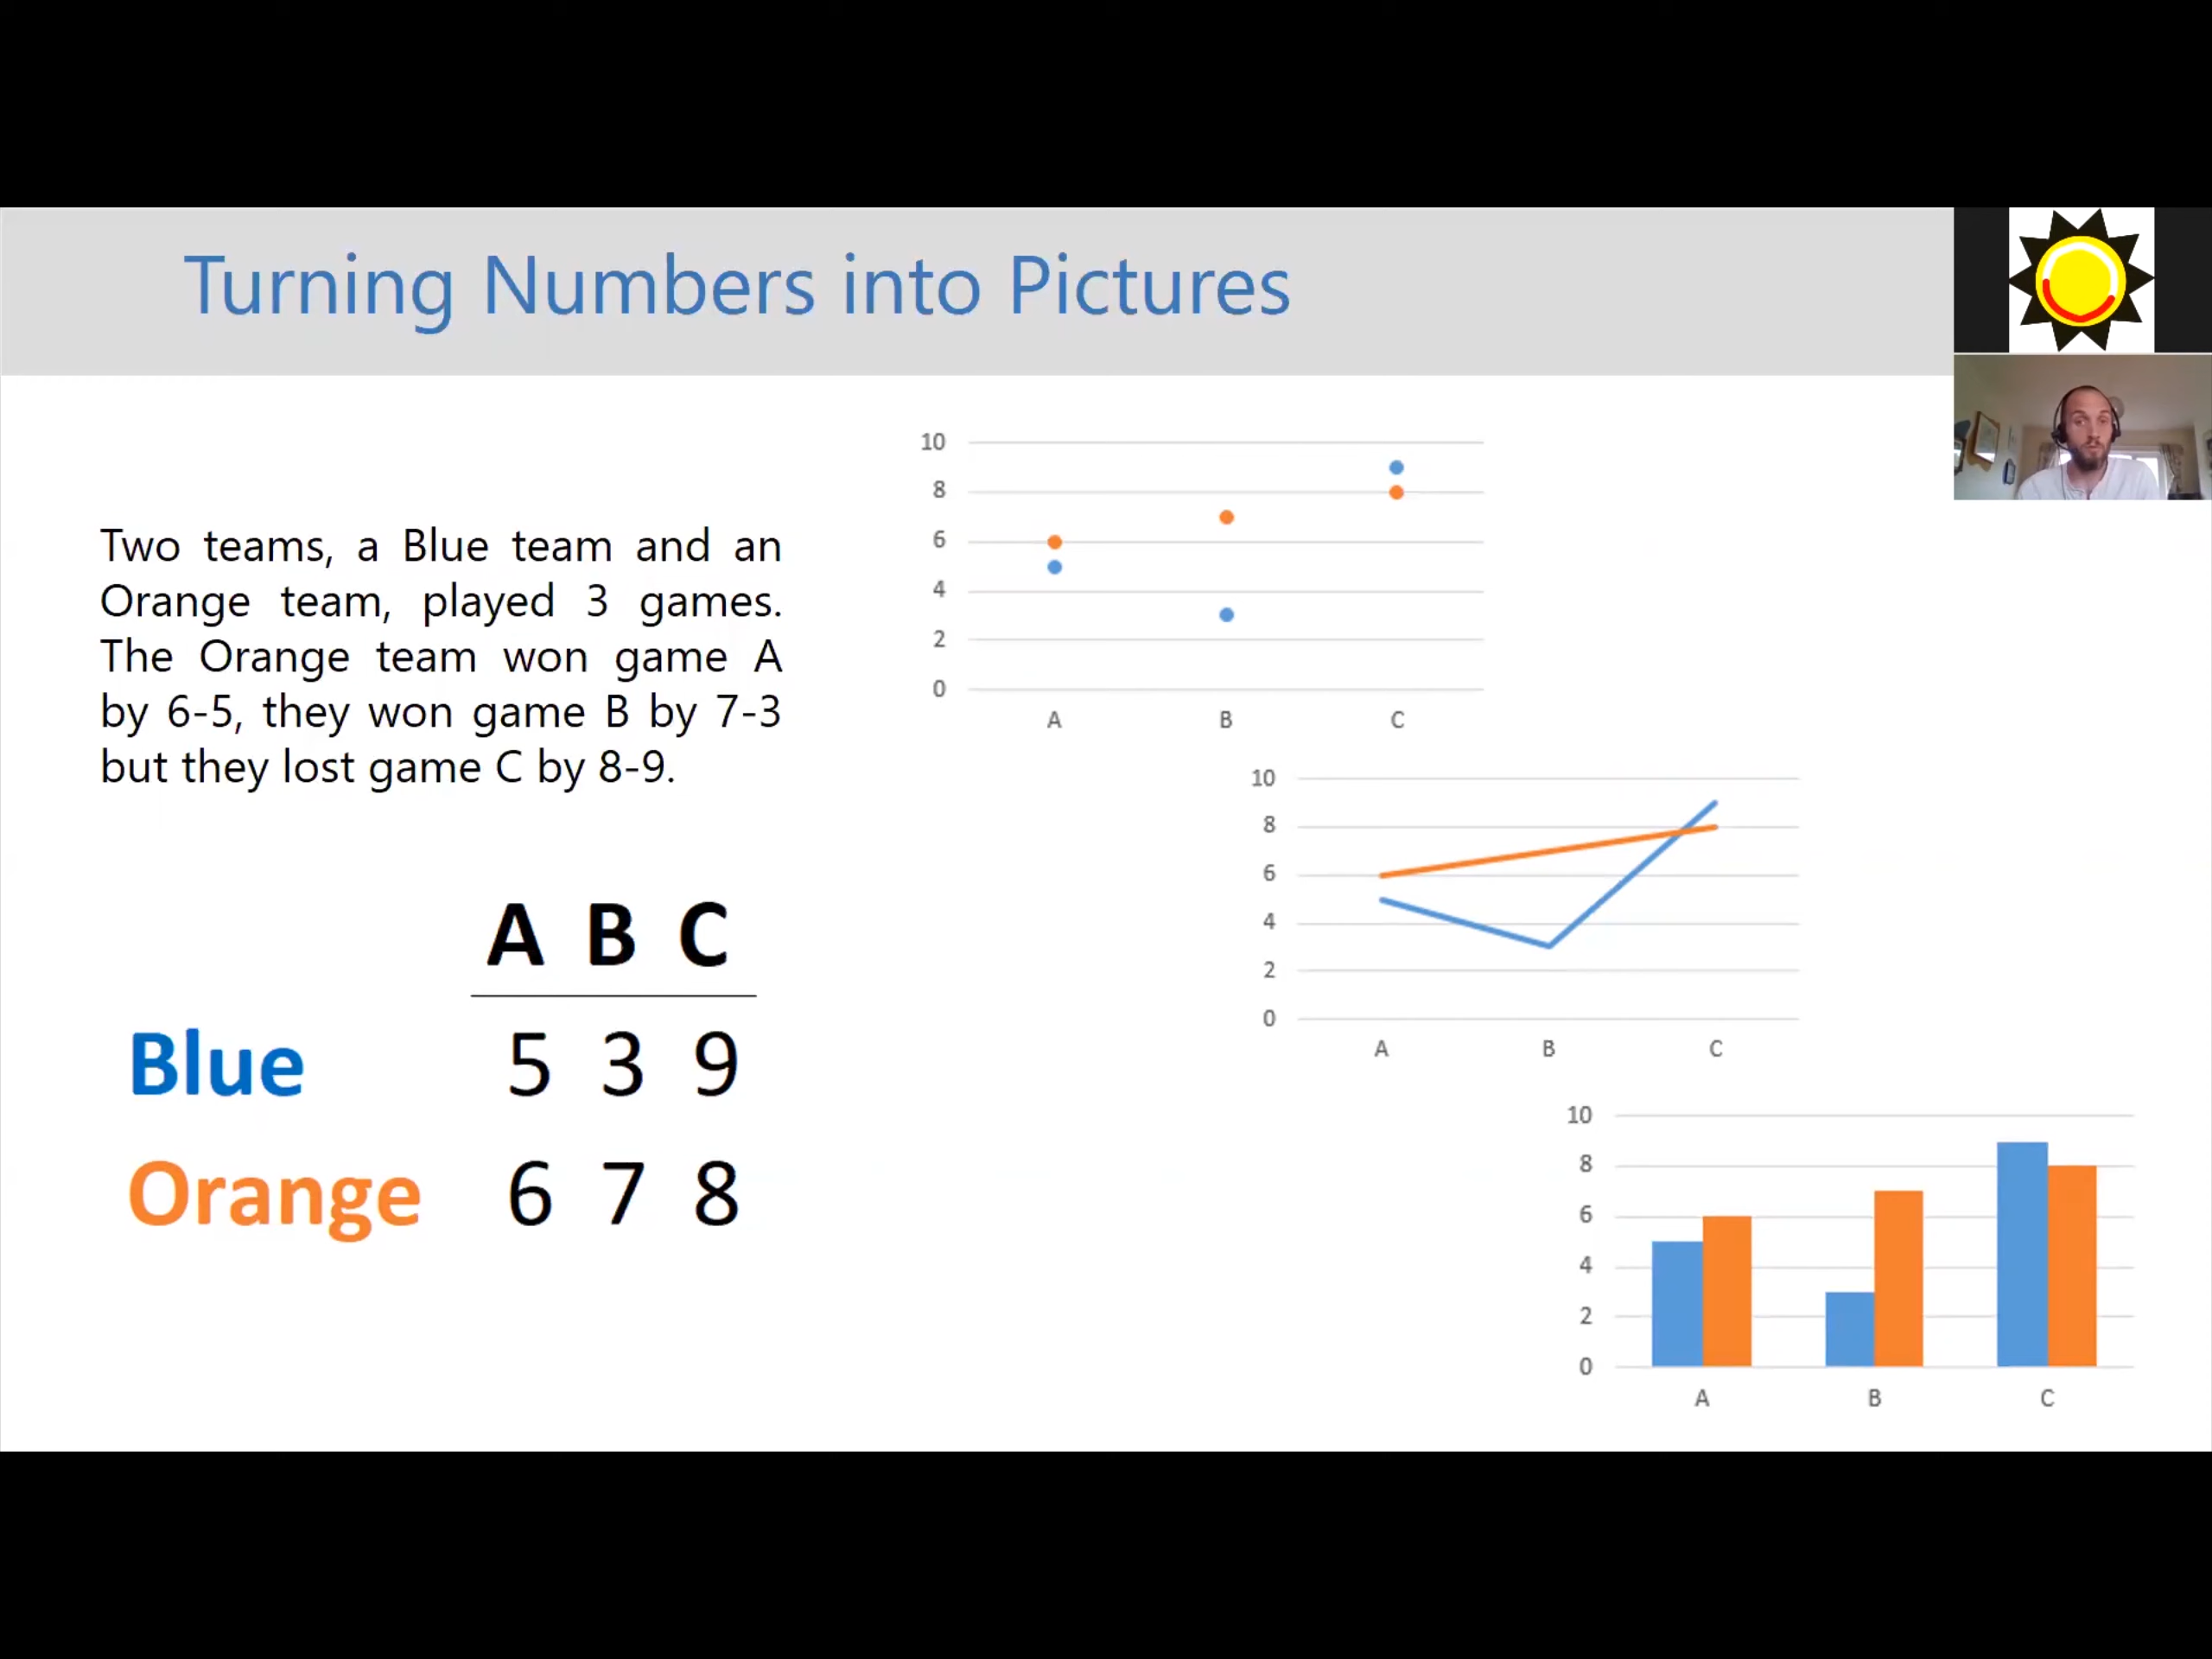 Turning Numbers into Pictures
Two teams, a Blue team and an
Orange team, played 3 games.
The Orange team won game A
by 6-5, they won game B by 7-3
but they lost game C by 8-9.
A B C
Blue 5 3 9
Orange 6 7 8
10
8
6
4
2
0
A B C
10
8
6
4
2
0
A B C
10
8
6
4
2
0
A B C